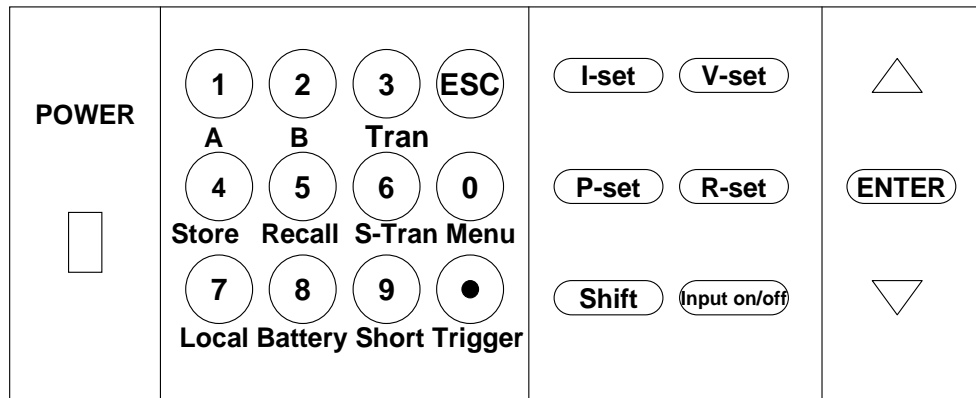 POWER
1 2 3 ESC
A B Tran
4 5 6 0
Store Recall S-Tran Menu
7 8 9
Local Battery Short Trigger
I-set V-set
P-set R-set
Shift Input on/off
ENTER